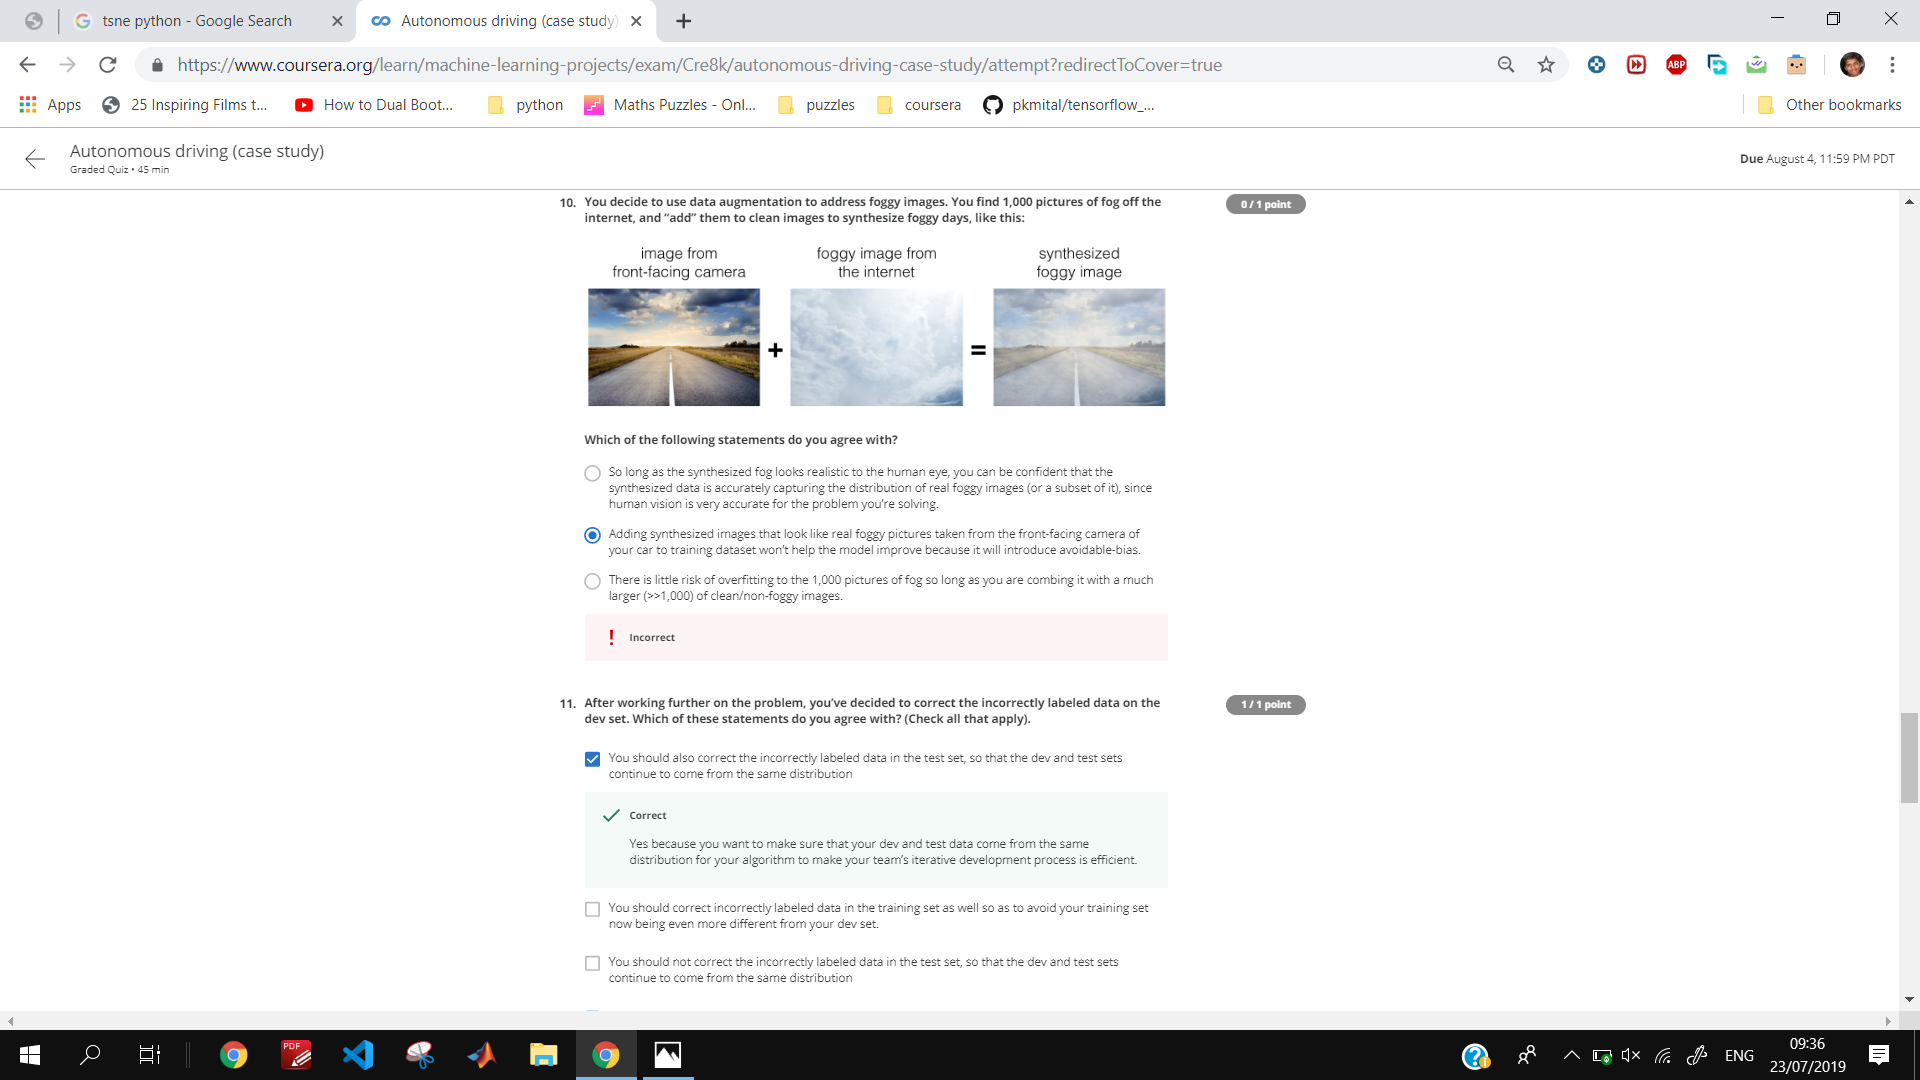 tsne python - Google Search
Autonomous driving (case study)
https://www.coursera.org/learn/machine-learning-projects/exam/Cre8k/autonomous-driving-case-study/attempt?redirectToCover=true
ABP
Apps
25 Inspiring Films t...
How to Dual Boot...
python
Maths Puzzles - Onl...
puzzles
coursera
pkmital/tensorflow_...
Other bookmarks
Autonomous driving (case study)
Graded Quiz • 45 min
Due August 4, 11:59 PM PDT
10. You decide to use data augmentation to address foggy images. You find 1,000 pictures of fog off the
internet, and “add” them to clean images to synthesize foggy days, like this:
0 / 1 point
image from
front-facing camera
foggy image from
the internet
synthesized
foggy image
+
=
Which of the following statements do you agree with?
So long as the synthesized fog looks realistic to the human eye, you can be confident that the
synthesized data is accurately capturing the distribution of real foggy images (or a subset of it), since
human vision is very accurate for the problem you’re solving.
Adding synthesized images that look like real foggy pictures taken from the front-facing camera of
your car to training dataset won’t help the model improve because it will introduce avoidable-bias.
There is little risk of overfitting to the 1,000 pictures of fog so long as you are combing it with a much
larger (>>1,000) of clean/non-foggy images.
! Incorrect
11. After working further on the problem, you’ve decided to correct the incorrectly labeled data on the
dev set. Which of these statements do you agree with? (Check all that apply).
1 / 1 point
You should also correct the incorrectly labeled data in the test set, so that the dev and test sets
continue to come from the same distribution
Correct
Yes because you want to make sure that your dev and test data come from the same
distribution for your algorithm to make your team’s iterative development process is efficient.
You should correct incorrectly labeled data in the training set as well so as to avoid your training set
now being even more different from your dev set.
You should not correct the incorrectly labeled data in the test set, so that the dev and test sets
continue to come from the same distribution
PDF
ENG
09:36
23/07/2019